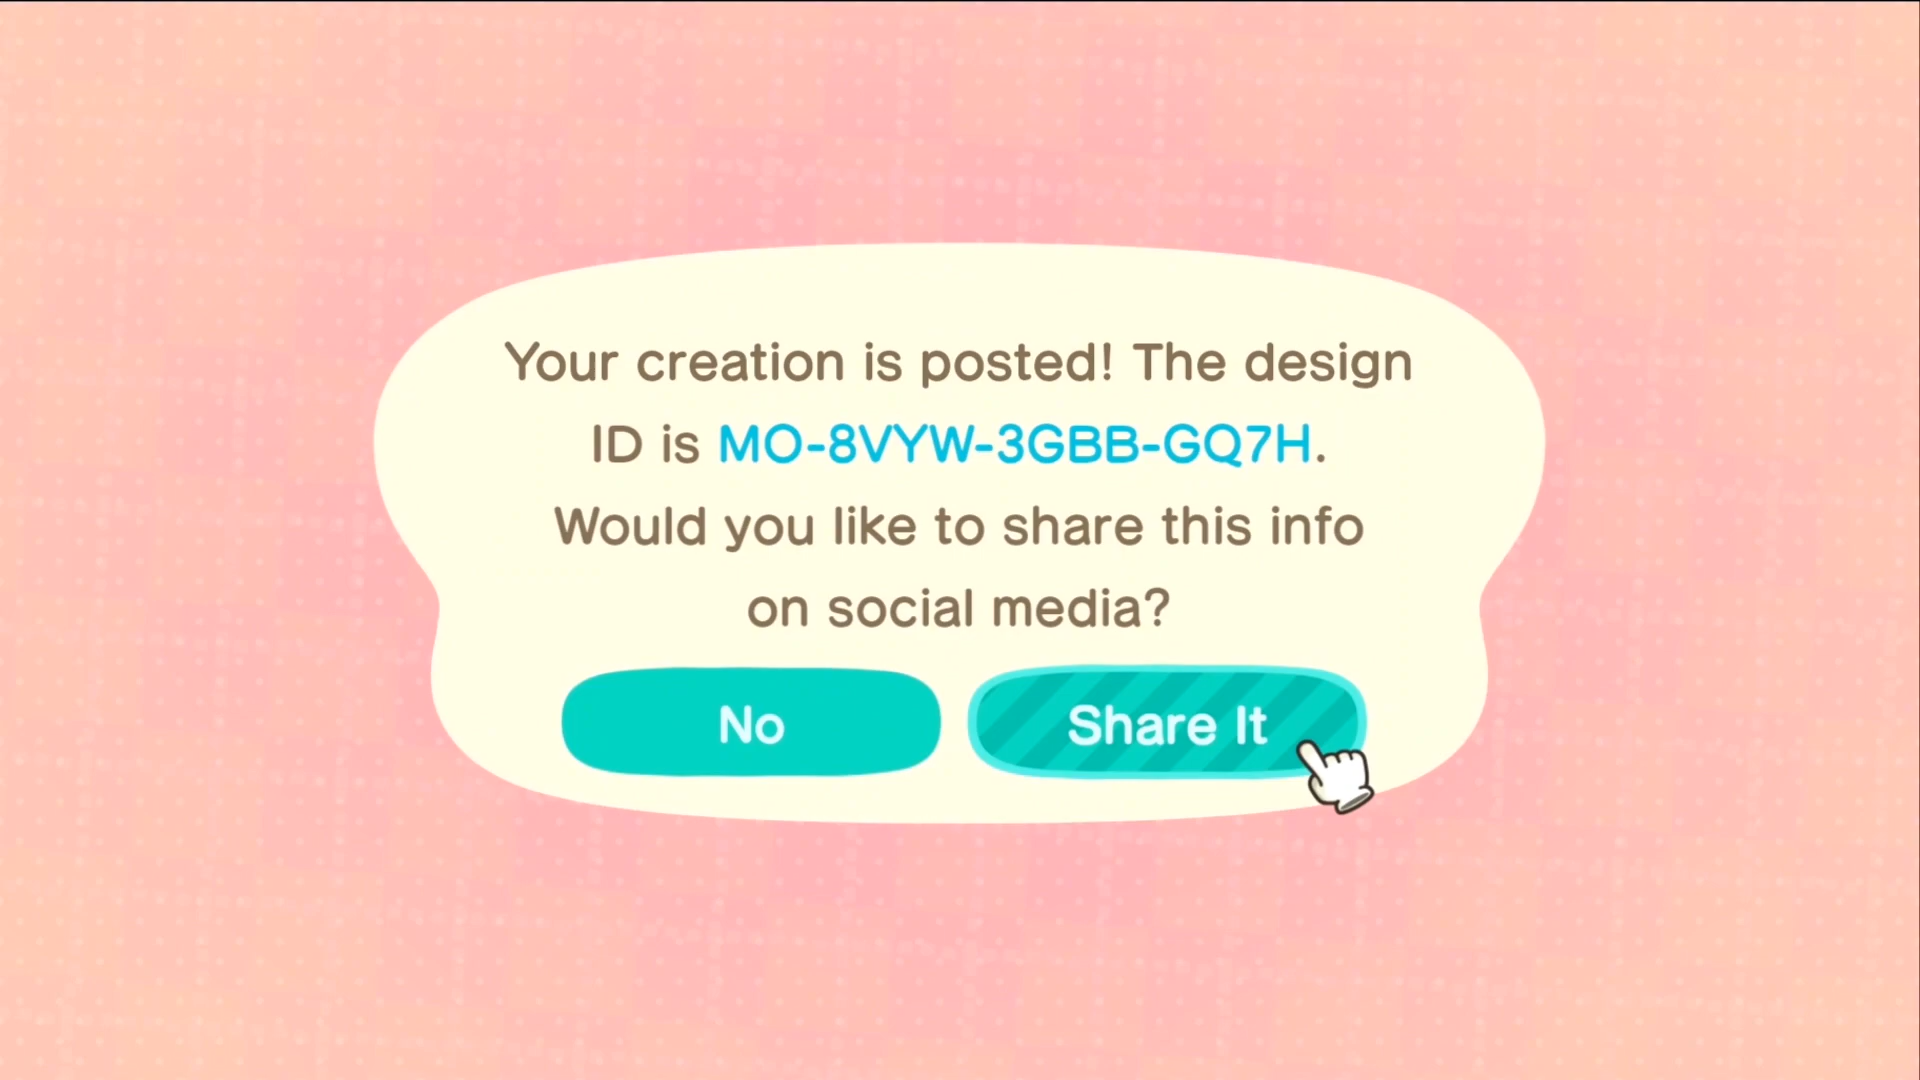 Your creation is posted! The design
ID is MO-8VYW-3GBB-GQ7H.
Would you like to share this info
on social media?
No
Share It